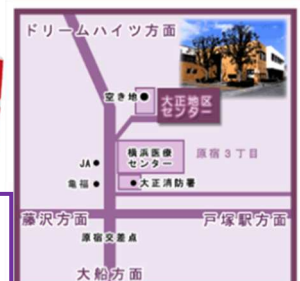 ドリームハイツ方面
空き地●
大正地区
センター
横浜医療
センター
原宿3丁目
JA●
亀福●
●大正消防署
藤沢方面
戸塚駅方面
原宿交差点
大船方面